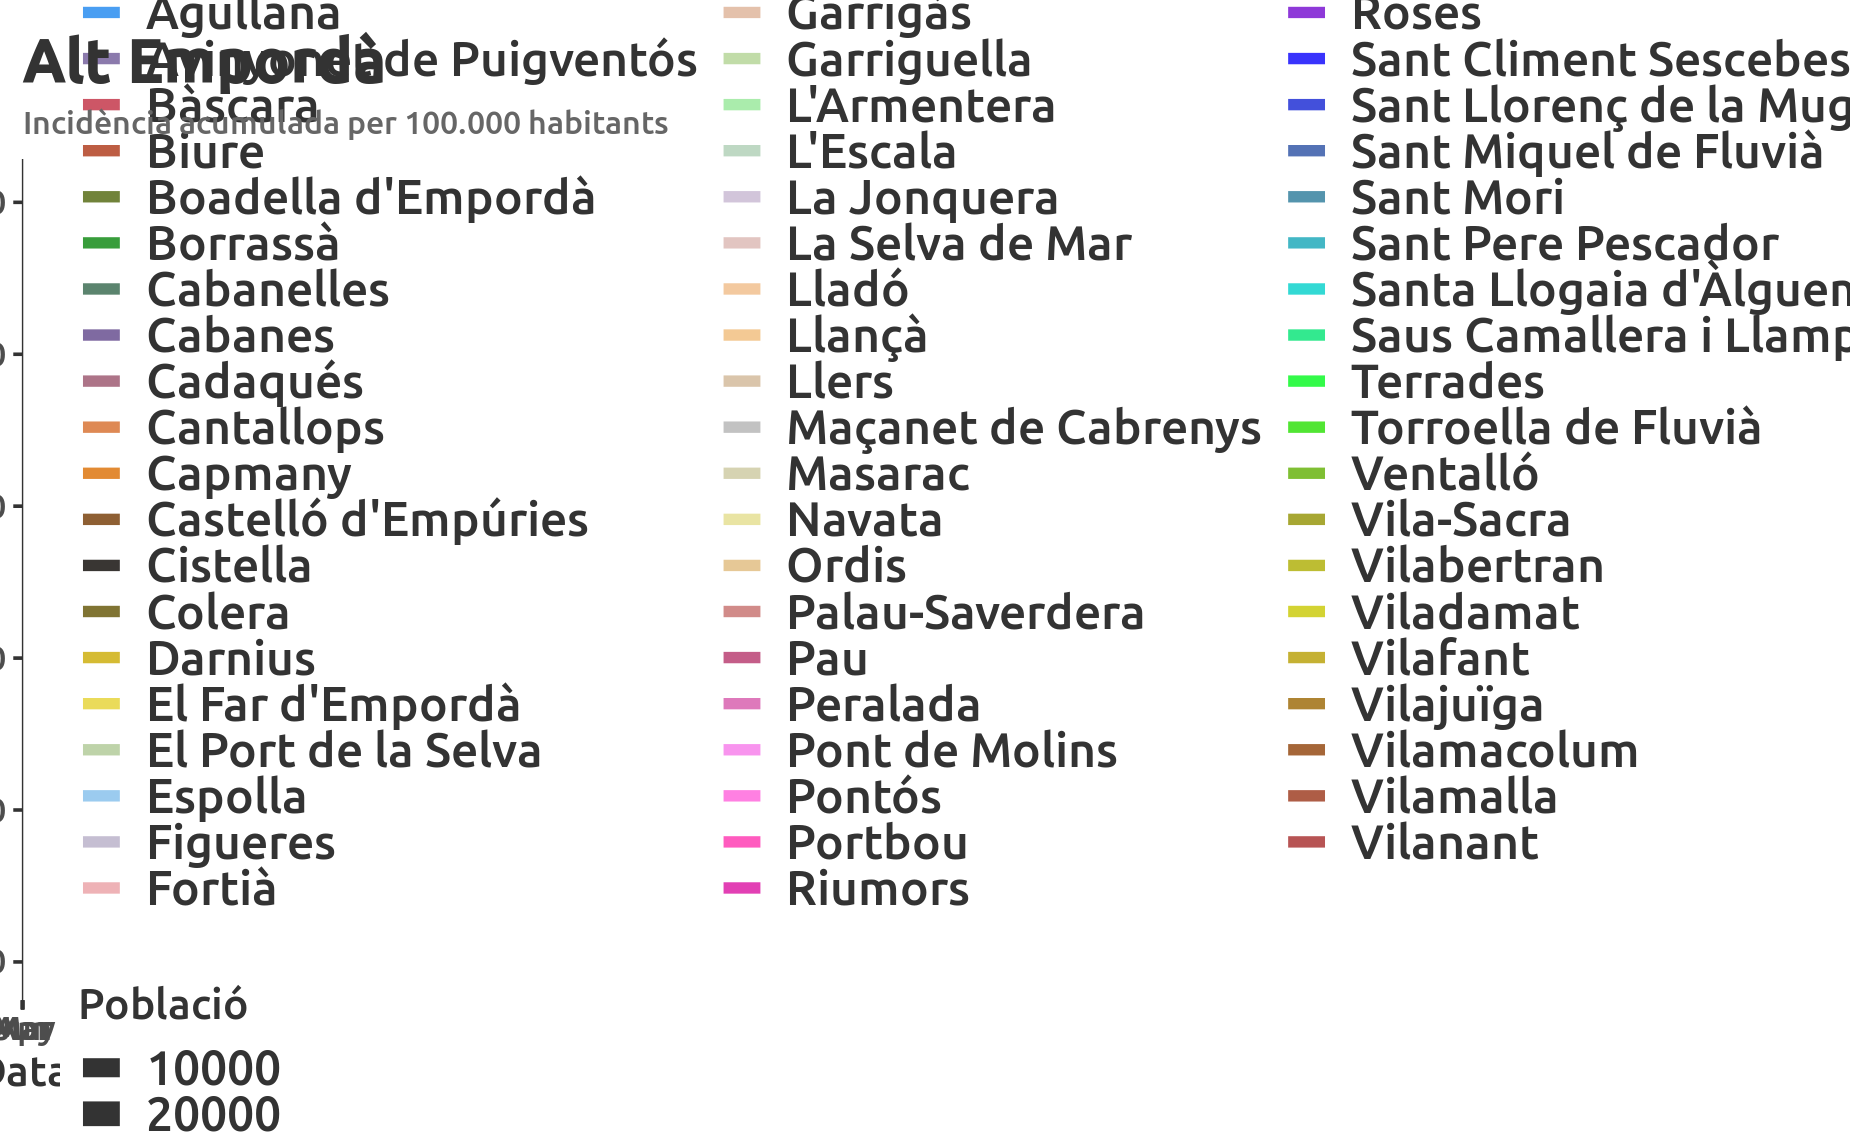 Alt Empordà
Incidència acumulada per 100.000 habitants
Agullana
Avinyonet de Puigventós
Bàscara
Biure
Boadella d'Empordà
Borrassà
Cabanelles
Cabanes
Cadaqués
Cantallops
Capmany
Castelló d'Empúries
Cistella
Colera
Darnius
El Far d'Empordà
El Port de la Selva
Espolla
Figueres
Fortià
Garrigàs
Garriguella
L'Armentera
L'Escala
La Jonquera
La Selva de Mar
Lladó
Llançà
Llers
Maçanet de Cabrenys
Masarac
Navata
Ordis
Palau-Saverdera
Pau
Peralada
Pont de Molins
Pontós
Portbou
Riumors
Roses
Sant Climent Sescebes
Sant Llorenç de la Mug
Sant Miquel de Fluvià
Sant Mori
Sant Pere Pescador
Santa Llogaia d'Àlguem
Saus Camallera i Llamp
Terrades
Torroella de Fluvià
Ventalló
Vila-Sacra
Vilabertran
Viladamat
Vilafant
Vilajuïga
Vilamacolum
Vilamalla
Vilanant
Població
10000
20000
Data